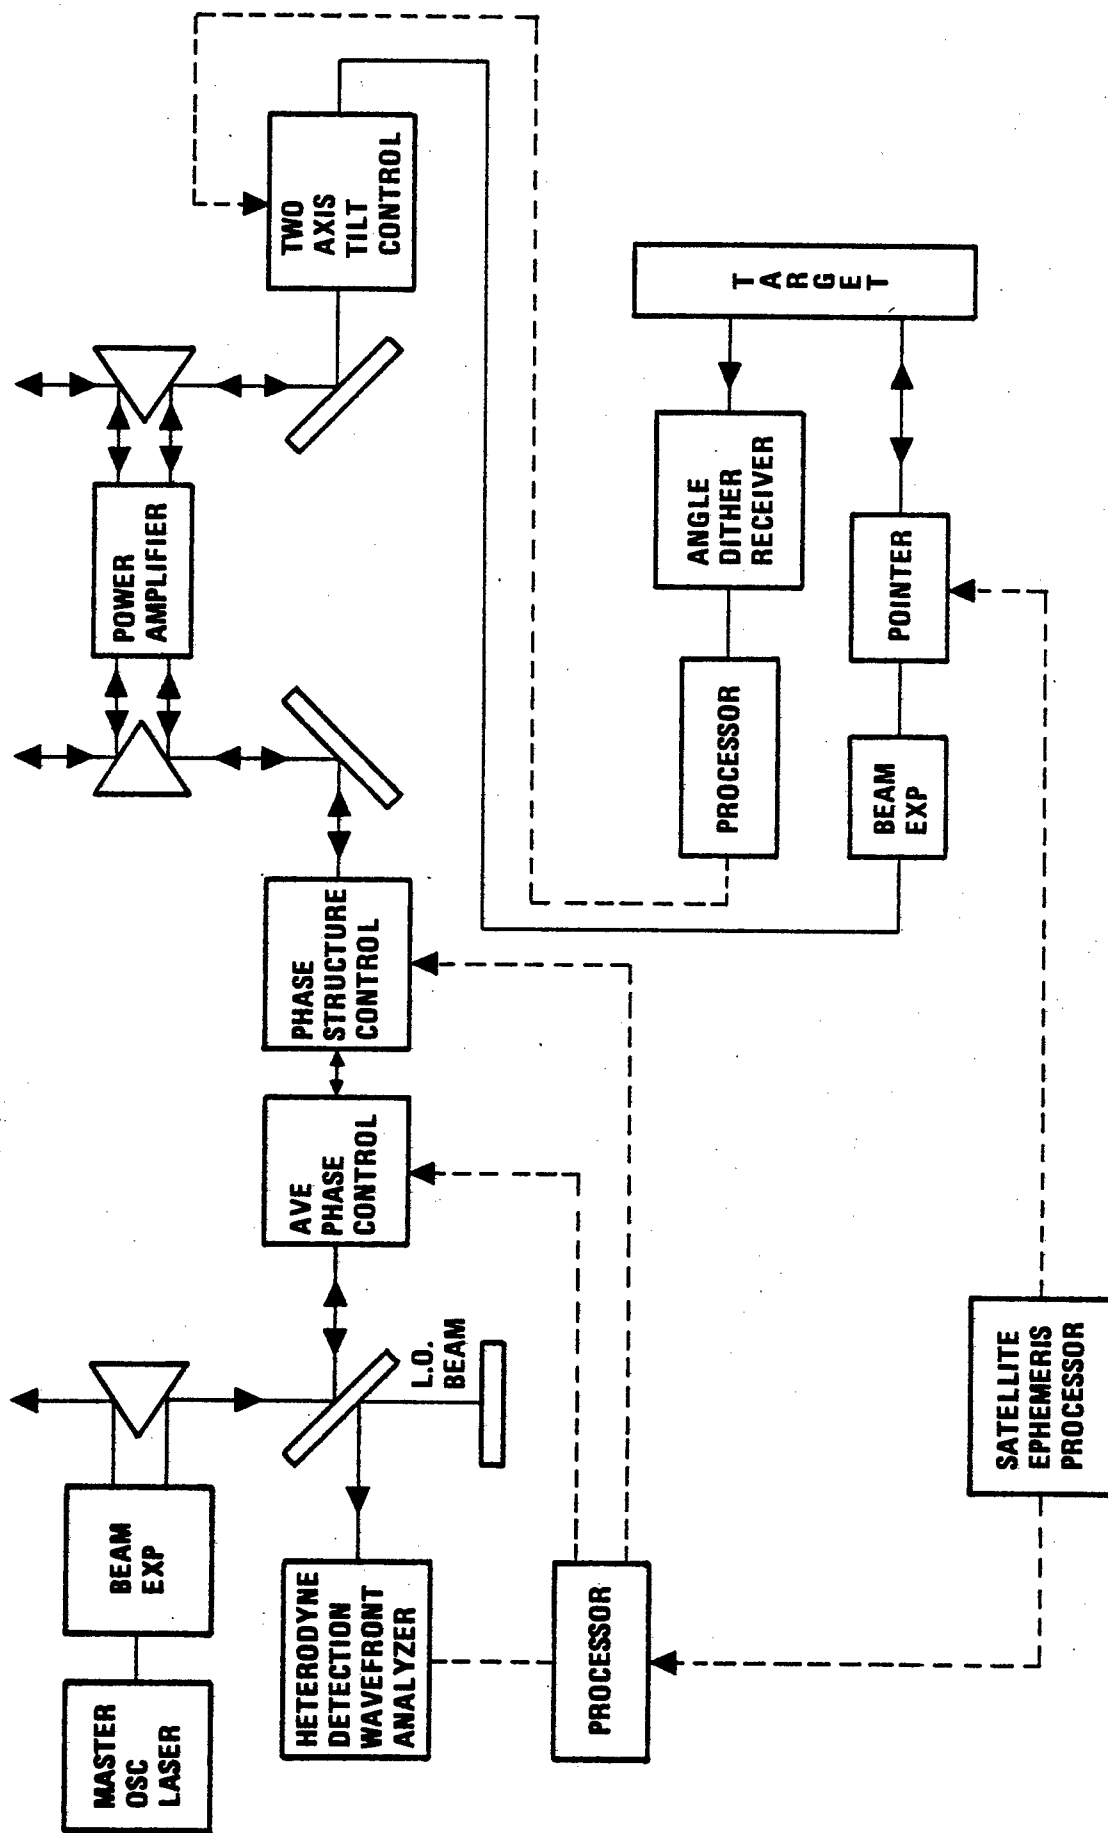 MASTER
OSC
LASER
BEAM
EXP
POWER
AMPLIFIER
HETERODYNE
DETECTION
WAVEFRONT
ANALYZER
L.O.
BEAM
AVE
PHASE
CONTROL
PHASE
STRUCTURE
CONTROL
TWO
AXIS
TILT
CONTROL
PROCESSOR
PROCESSOR
ANGLE
DITHER
RECEIVER
TARGET
BEAM
EXP
POINTER
SATELLITE
EPHEMERIS
PROCESSOR